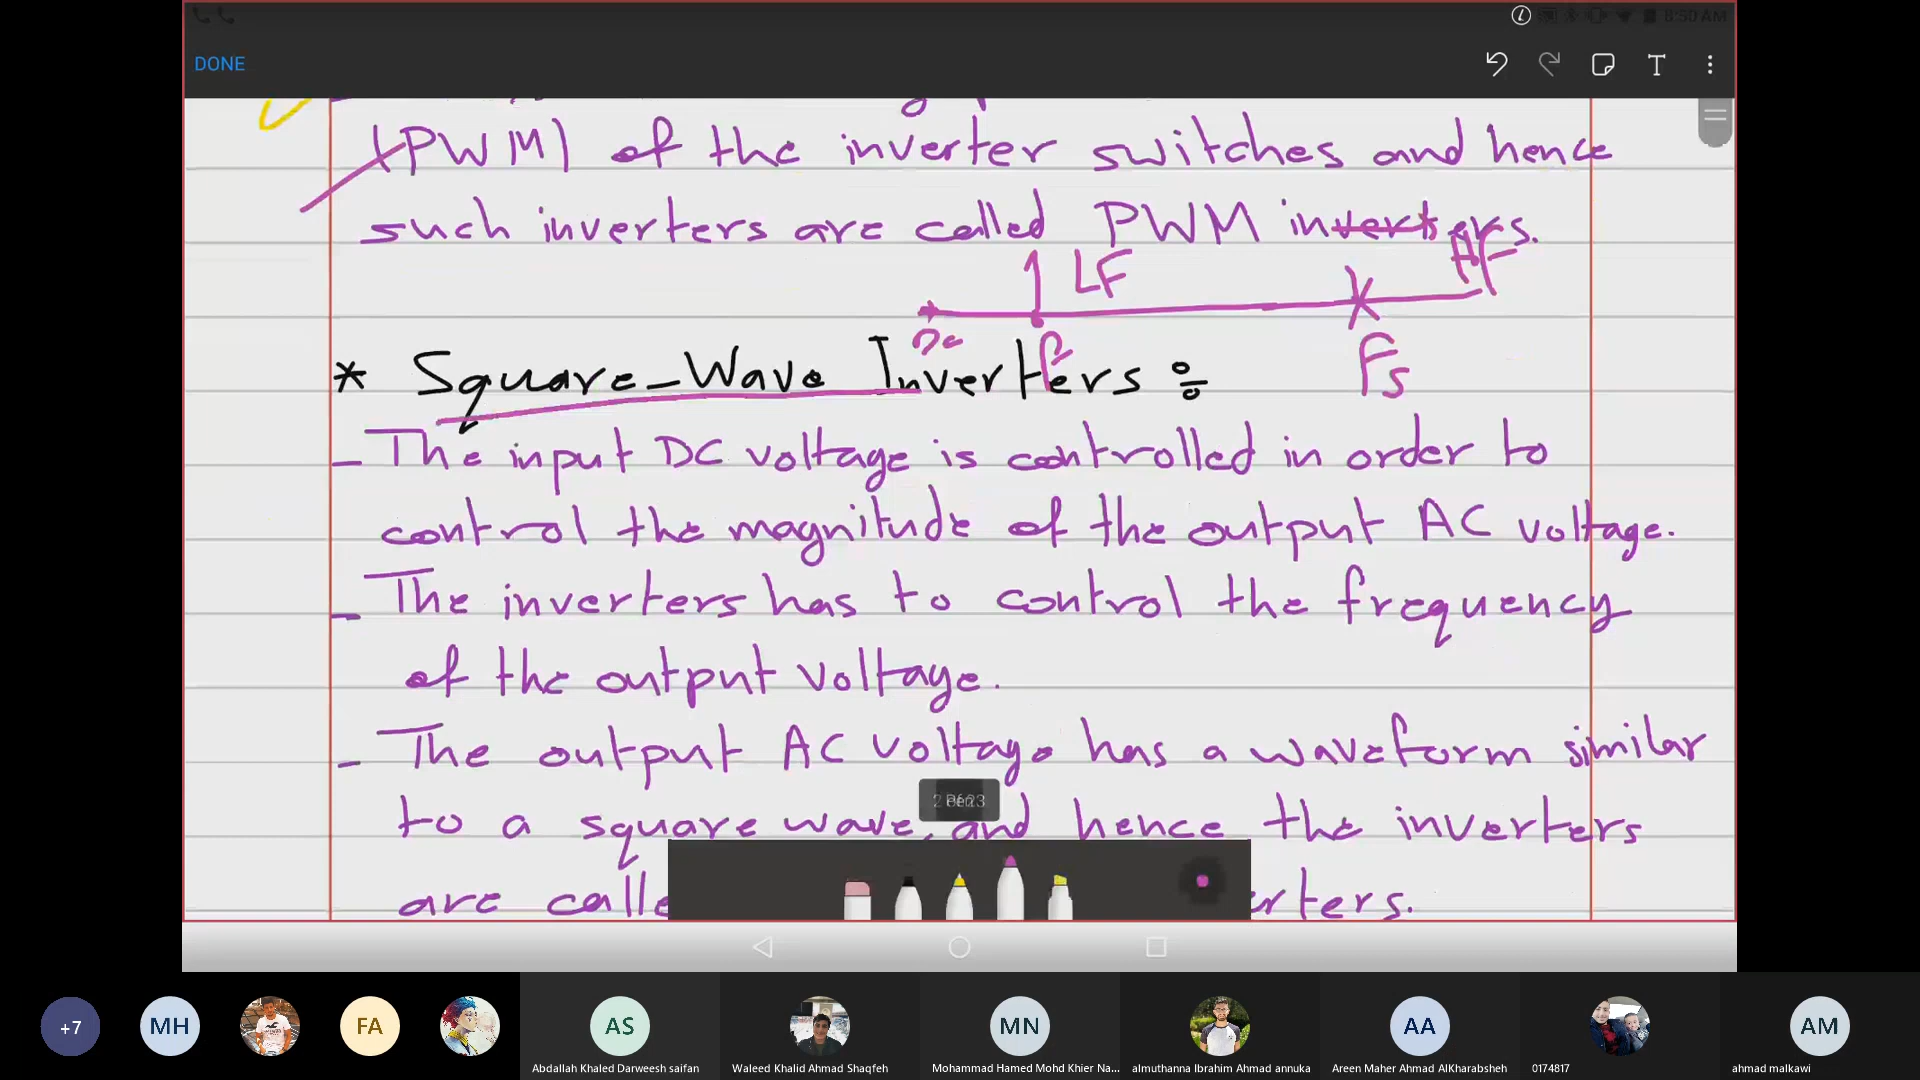 8:50 AM
DONE
T
(PWM) of the inverter switches and hence
such inverters are called PWM inverters.
LF
HF
Dc
f
Fs
* Square-Wave Inverters :
- The input DC voltage is controlled in order to
control the magnitude of the output AC voltage.
- The inverters has to control the frequency
of the output voltage.
- The output AC voltage has a waveform similar
to a square wave, and hence the inverters
are calle
rters.
+7
MH
FA
AS
MN
AA
AM
Abdallah Khaled Darweesh saifan
Waleed Khalid Ahmad Shaqfeh
Mohammad Hamed Mohd Khier Na...
almuthanna Ibrahim Ahmad annuka
Areen Maher Ahmad AlKharabsheh
0174817
ahmad malkawi